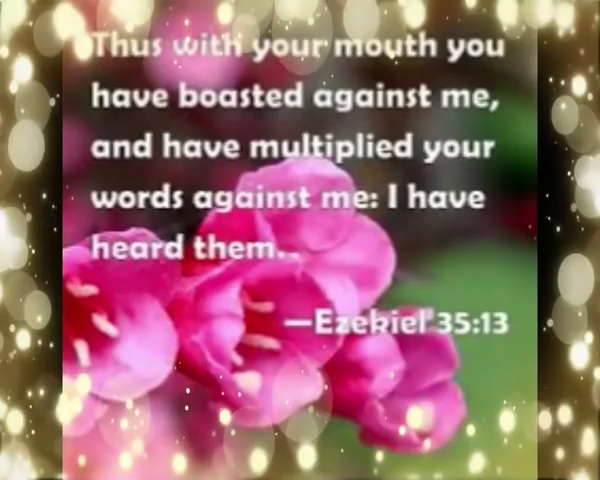 Thus with your mouth you
have boasted against me,
and have multiplied your
words against me: I have
heard them.
—Ezekiel 35:13